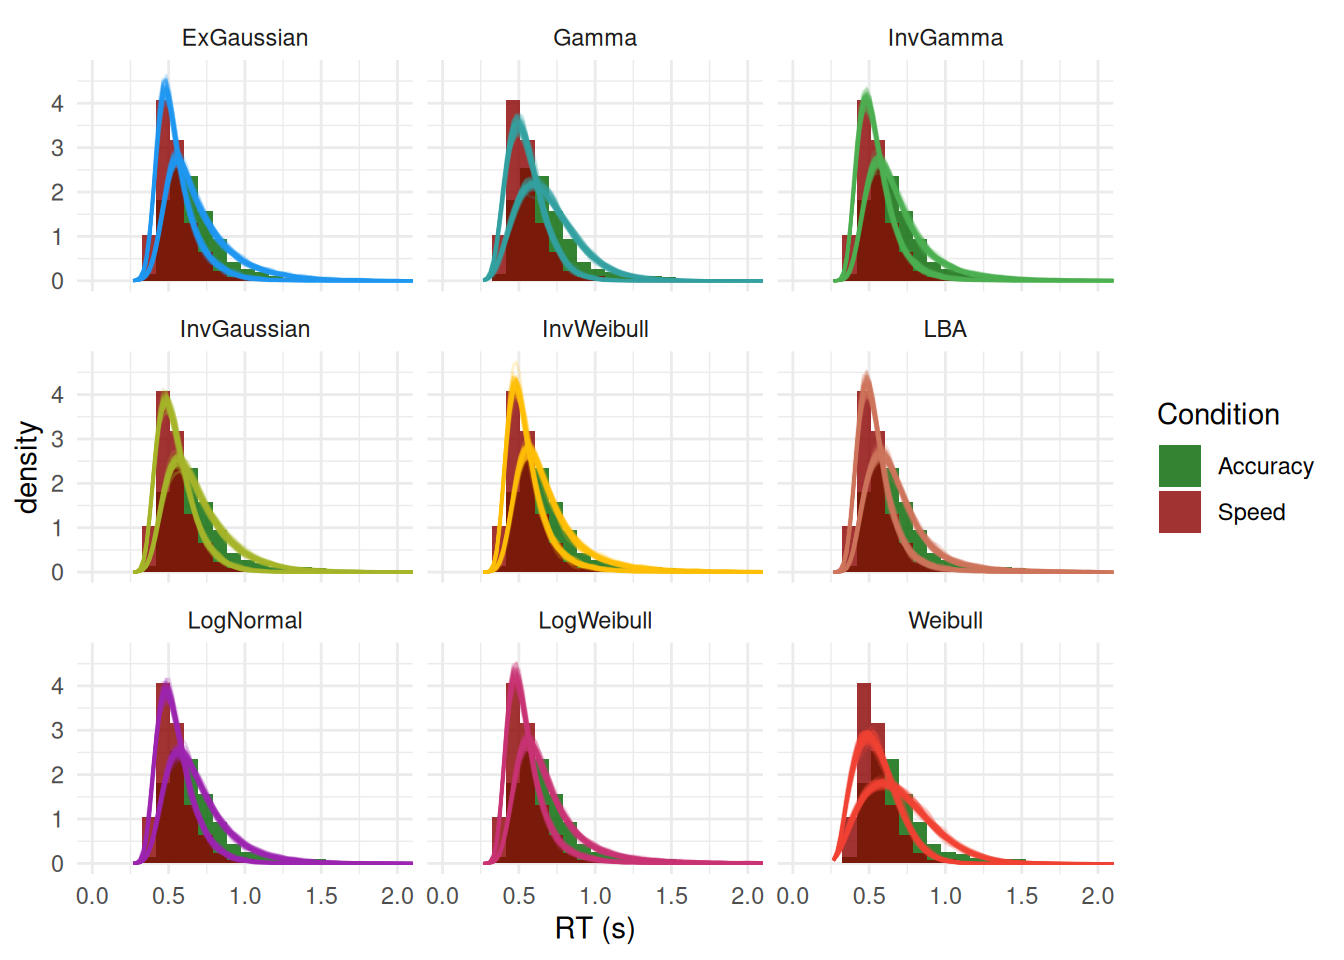 ExGaussian Gamma InvGamma
4
3
2
1
0
InvGaussian InvWeibull LBA
4
3
2
1
0
LogNormal LogWeibull Weibull
4
3
2
1
0
0.0 0.5 1.0 1.5 2.0 0.0 0.5 1.0 1.5 2.0 0.0 0.5 1.0 1.5 2.0
RT (s)
density
Condition
Accuracy
Speed